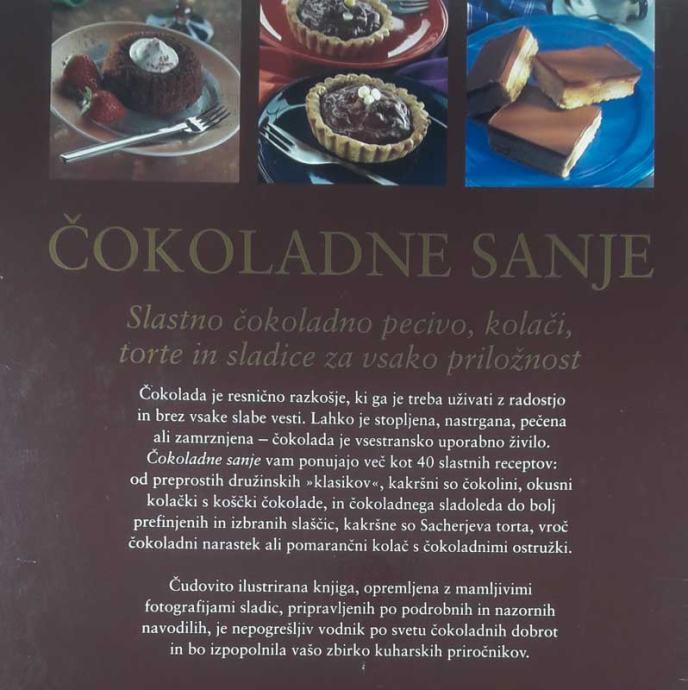 ČOKOLADNE SANJE
Slastno čokoladno pecivo, kolači,
torte in sladice za vsako priložnost
Čokolada je resnično razkošje, ki ga je treba uživati z radostjo
in brez vsake slabe vesti. Lahko je stopljena, nastrgana, pečena
ali zamrznjena – čokolada je vsestransko uporabno živilo.
Čokoladne sanje vam ponujajo več kot 40 slastnih receptov:
od preprostih družinskih »klasikov«, kakršni so čokolini, okusni
kolački s koščki čokolade, in čokoladnega sladoleda do bolj
prefinjenih in izbranih slaščic, kakršne so Sacherjeva torta, vroč
čokoladni narastek ali pomarančni kolač s čokoladnimi ostružki.
Čudovito ilustrirana knjiga, opremljena z mamljivimi
fotografijami sladic, pripravljenih po podrobnih in nazornih
navodilih, je nepogrešljiv vodnik po svetu čokoladnih dobrot
in bo izpopolnila vašo zbirko kuharskih priročnikov.